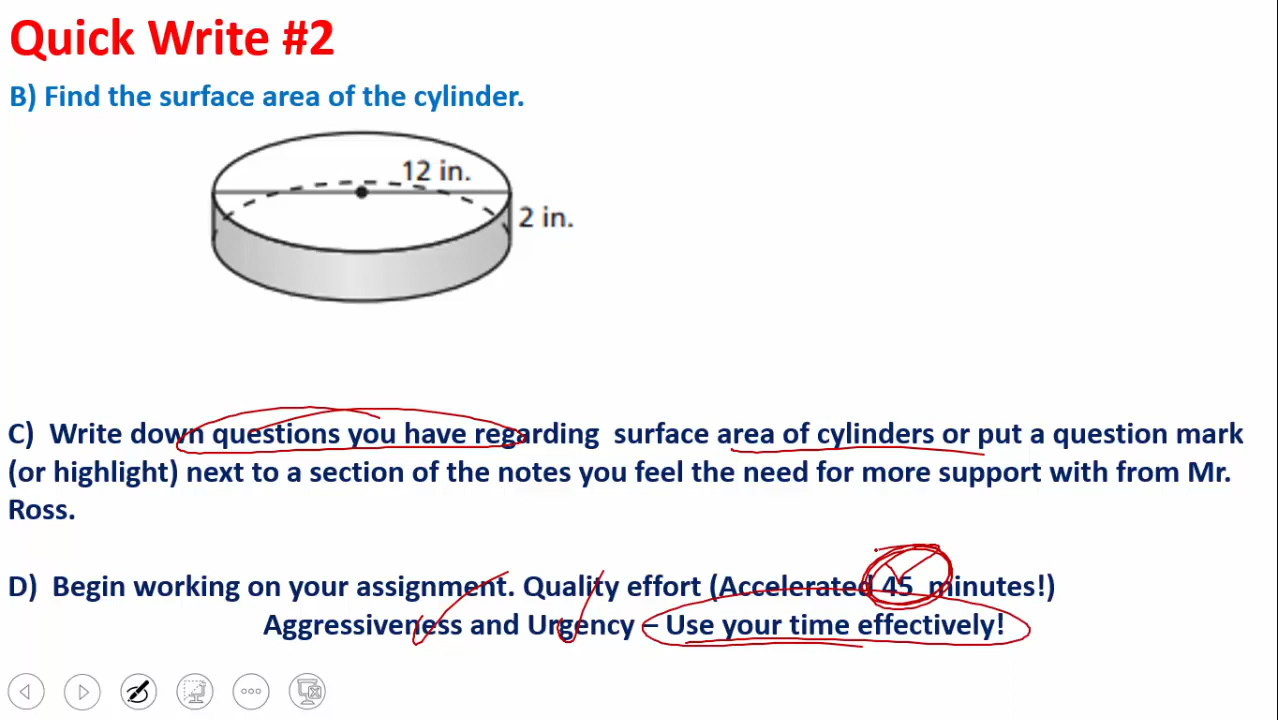 Quick Write #2
B) Find the surface area of the cylinder.
12 in.
2 in.
C)  Write down questions you have regarding  surface area of cylinders or put a question mark
(or highlight) next to a section of the notes you feel the need for more support with from Mr.
Ross.
D)  Begin working on your assignment. Quality effort (Accelerated 45  minutes!)
Aggressiveness and Urgency – Use your time effectively!